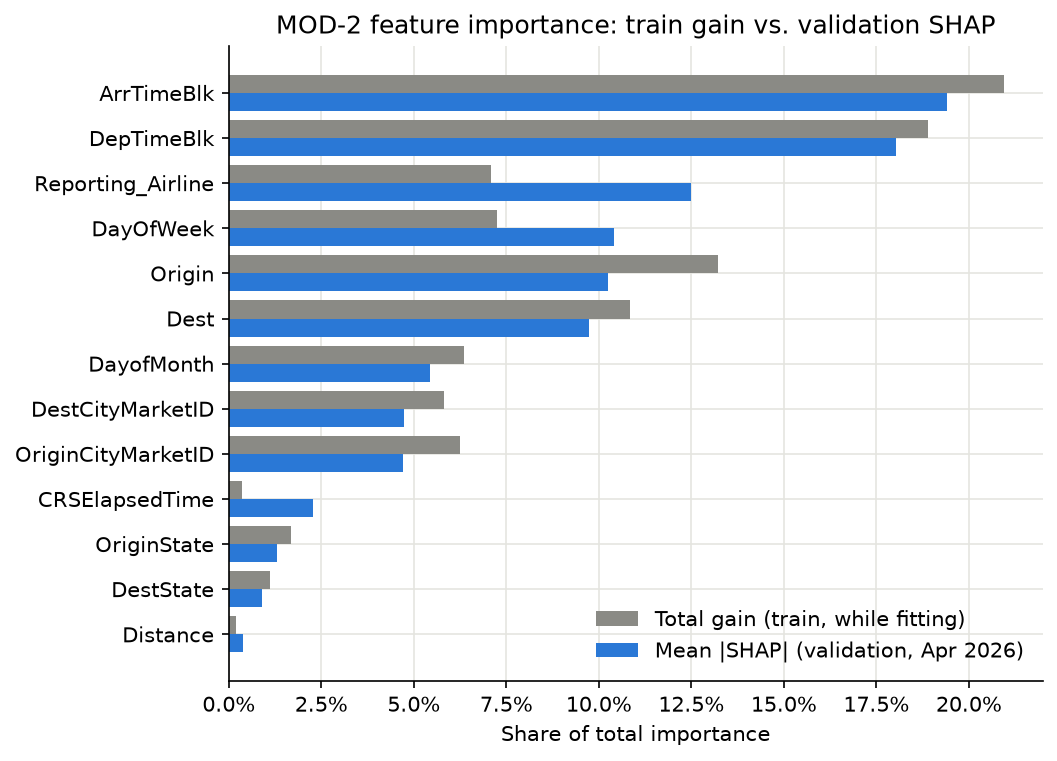 MOD-2 feature importance: train gain vs. validation SHAP
ArrTimeBlk
DepTimeBlk
Reporting_Airline
DayOfWeek
Origin
Dest
DayofMonth
DestCityMarketID
OriginCityMarketID
CRSElapsedTime
OriginState
DestState
Distance
Total gain (train, while fitting)
Mean |SHAP| (validation, Apr 2026)
0.0% 2.5% 5.0% 7.5% 10.0% 12.5% 15.0% 17.5% 20.0%
Share of total importance